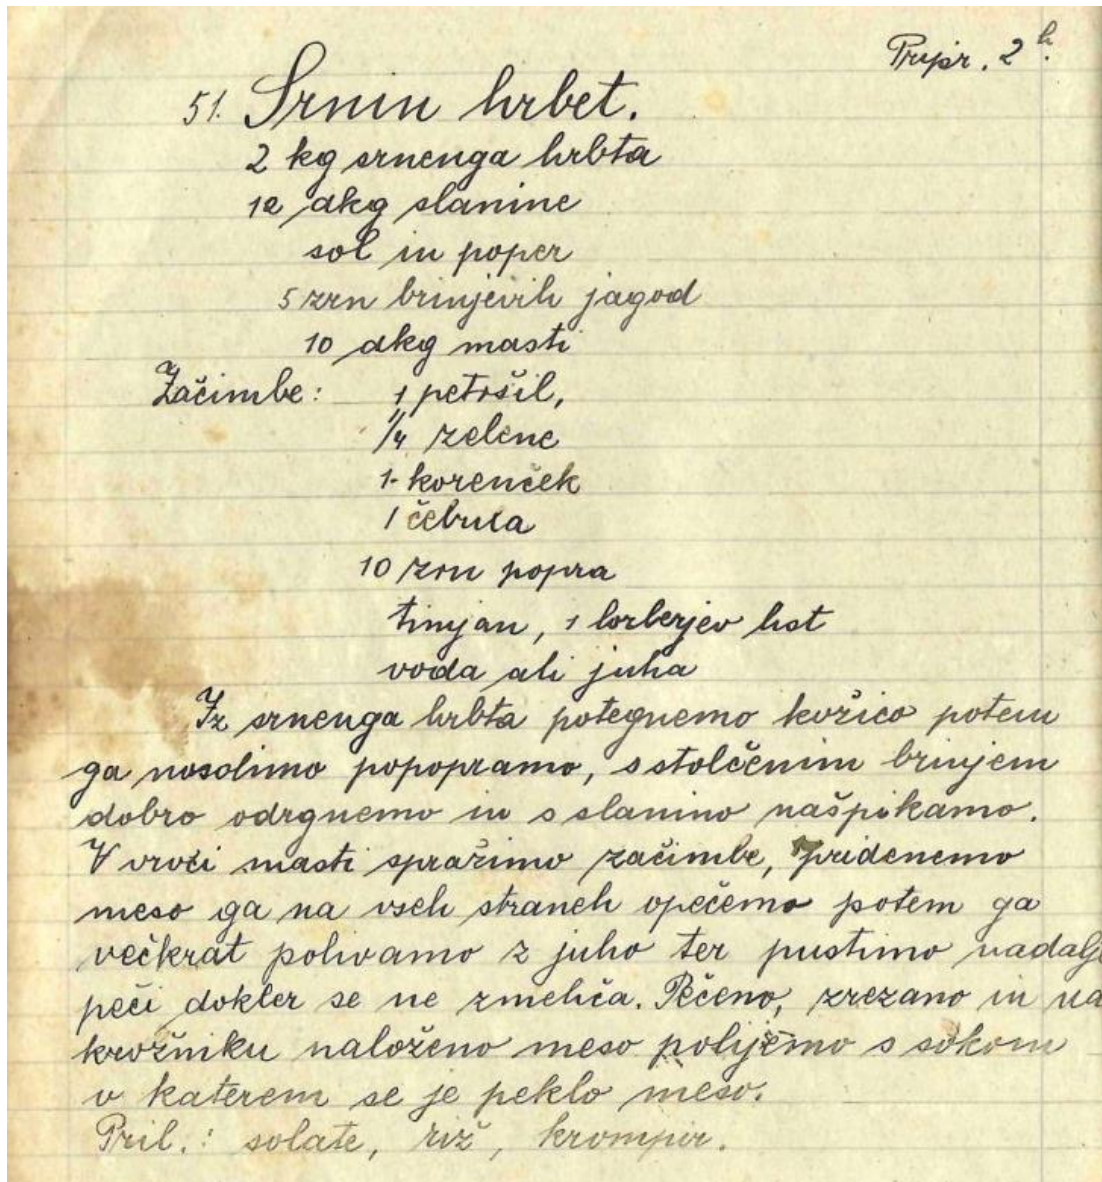 Pripr. 2 h.
51. Srnin hrbet.
2 kg srnenga hrbta
12 dkg slanine
sol in poper
5 zrn brinjevih jagod
10 dkg masti
Začimbe: 1 petršil,
1/4 zelene
1 korenček
1 čebula
10 zrn popra
timjan, 1 lorberjev list
voda ali juha
Iz srnenga hrbta potegnemo kožico potem
ga nosolimo popopramo, s stolčenim brinjem
dobro odrgnemo in s slanino našpikamo.
V vroči masti spražimo začimbe, pridenemo
meso ga na vseh straneh opečemo potem ga
večkrat polivamo z juho ter pustimo nadalje
peči dokler se ne zmehča. Pečeno, zrezano in na
krožniku naloženo meso polijemo s sokom
v katerem se je peklo meso.
Pril.: solate, riž, krompir.